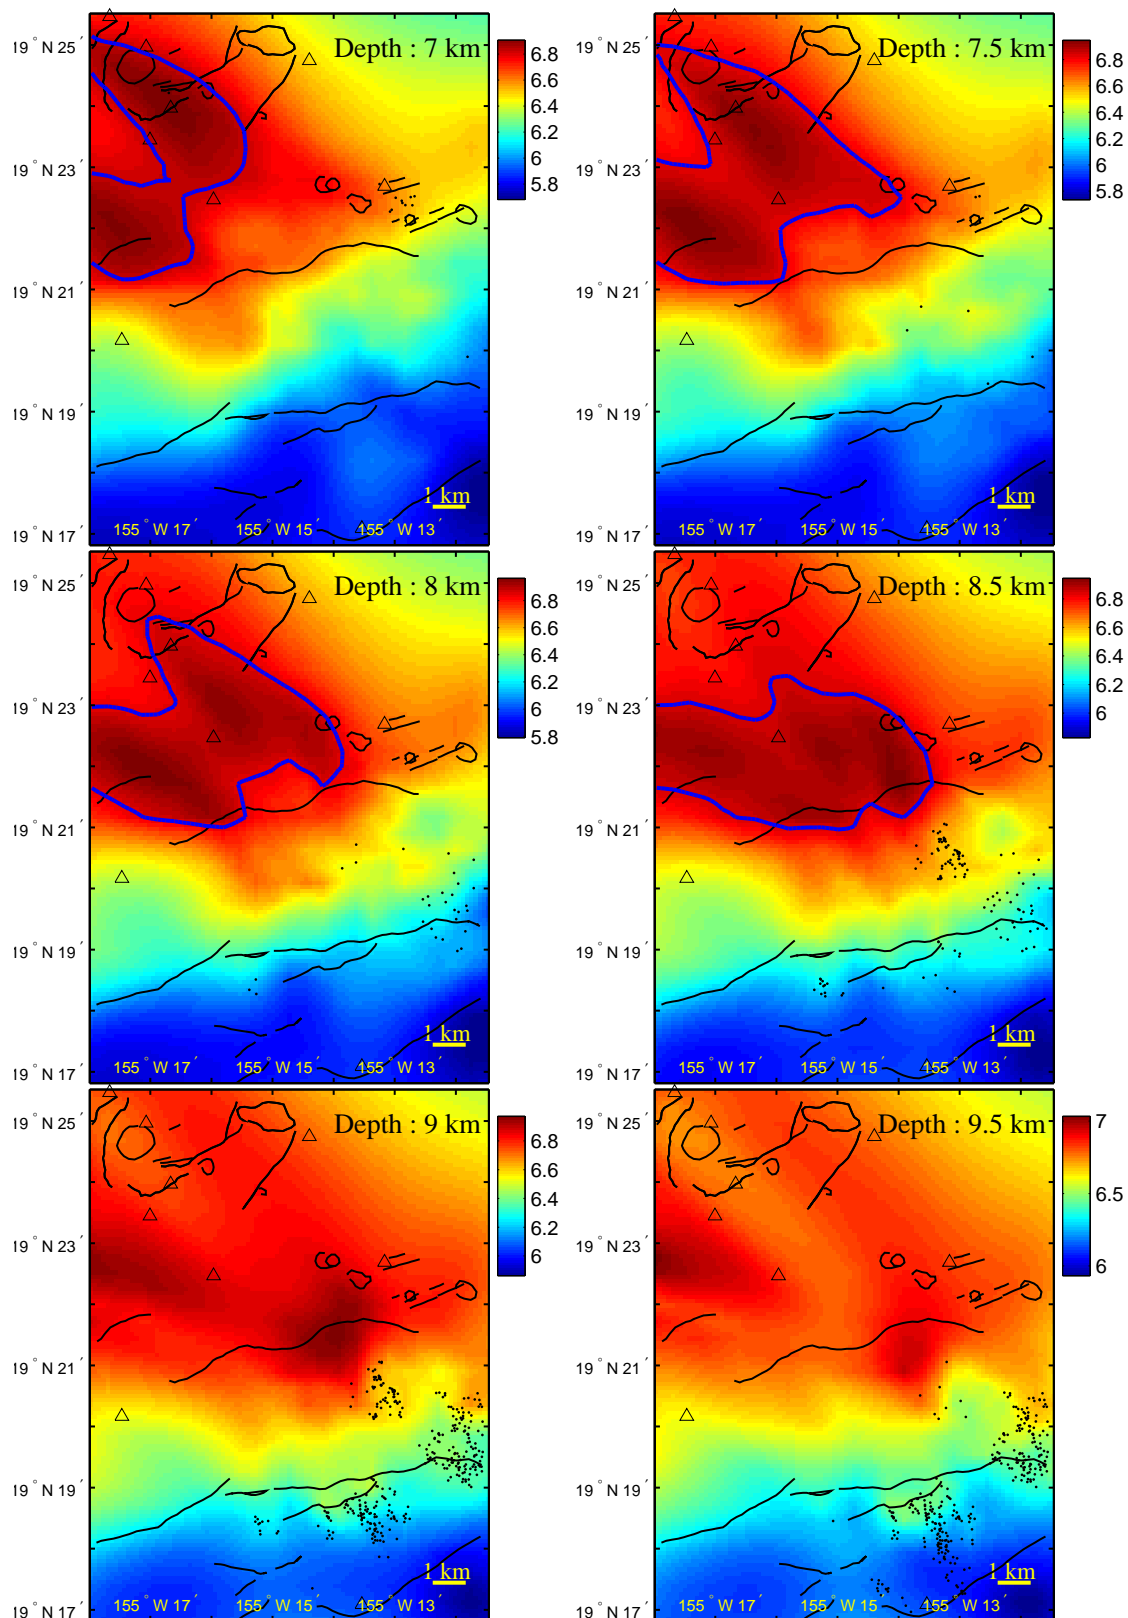 Depth : 7 km
19° N 25′
19° N 23′
19° N 21′
19° N 19′
19° N 17′
155° W 17′ 155° W 15′ 155° W 13′
1 km
6.8
6.6
6.4
6.2
6
5.8
Depth : 7.5 km
19° N 25′
19° N 23′
19° N 21′
19° N 19′
19° N 17′
155° W 17′ 155° W 15′ 155° W 13′
1 km
6.8
6.6
6.4
6.2
6
5.8
Depth : 8 km
19° N 25′
19° N 23′
19° N 21′
19° N 19′
19° N 17′
155° W 17′ 155° W 15′ 155° W 13′
1 km
6.8
6.6
6.4
6.2
6
5.8
Depth : 8.5 km
19° N 25′
19° N 23′
19° N 21′
19° N 19′
19° N 17′
155° W 17′ 155° W 15′ 155° W 13′
1 km
6.8
6.6
6.4
6.2
6
Depth : 9 km
19° N 25′
19° N 23′
19° N 21′
19° N 19′
19° N 17′
155° W 17′ 155° W 15′ 155° W 13′
1 km
6.8
6.6
6.4
6.2
6
Depth : 9.5 km
19° N 25′
19° N 23′
19° N 21′
19° N 19′
19° N 17′
155° W 17′ 155° W 15′ 155° W 13′
1 km
7
6.5
6